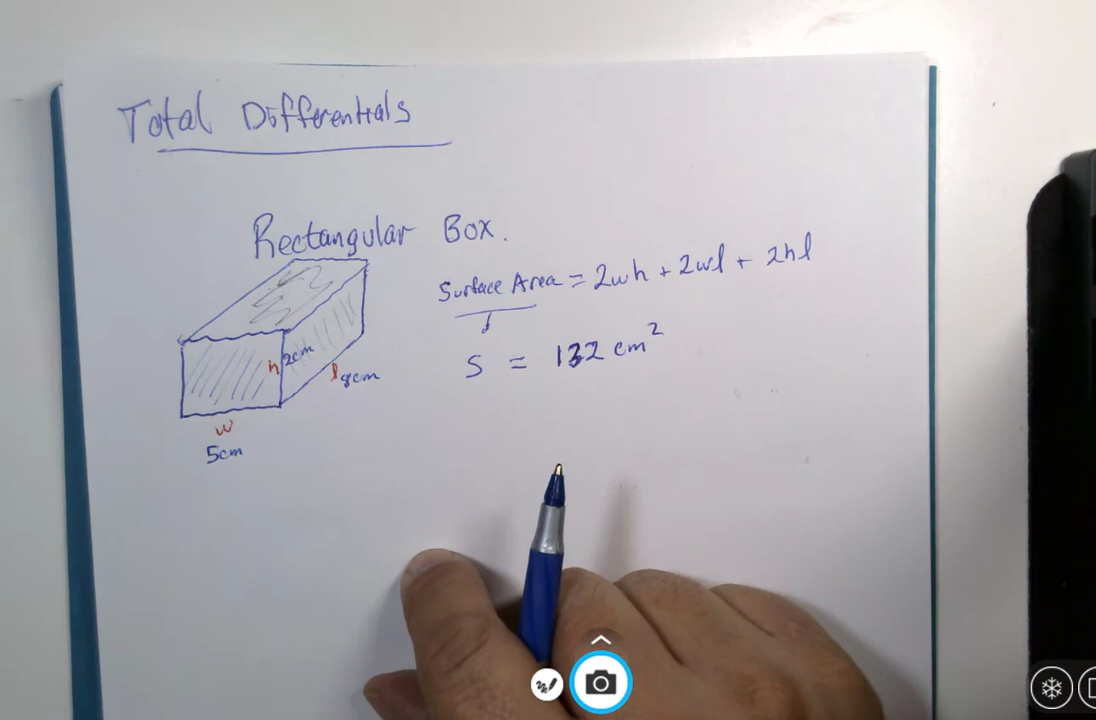 Total Differentials
Rectangular Box.
Surface Area = 2wh + 2wl + 2hl
S = 132 cm²
h 2cm
l 8cm
w
5cm